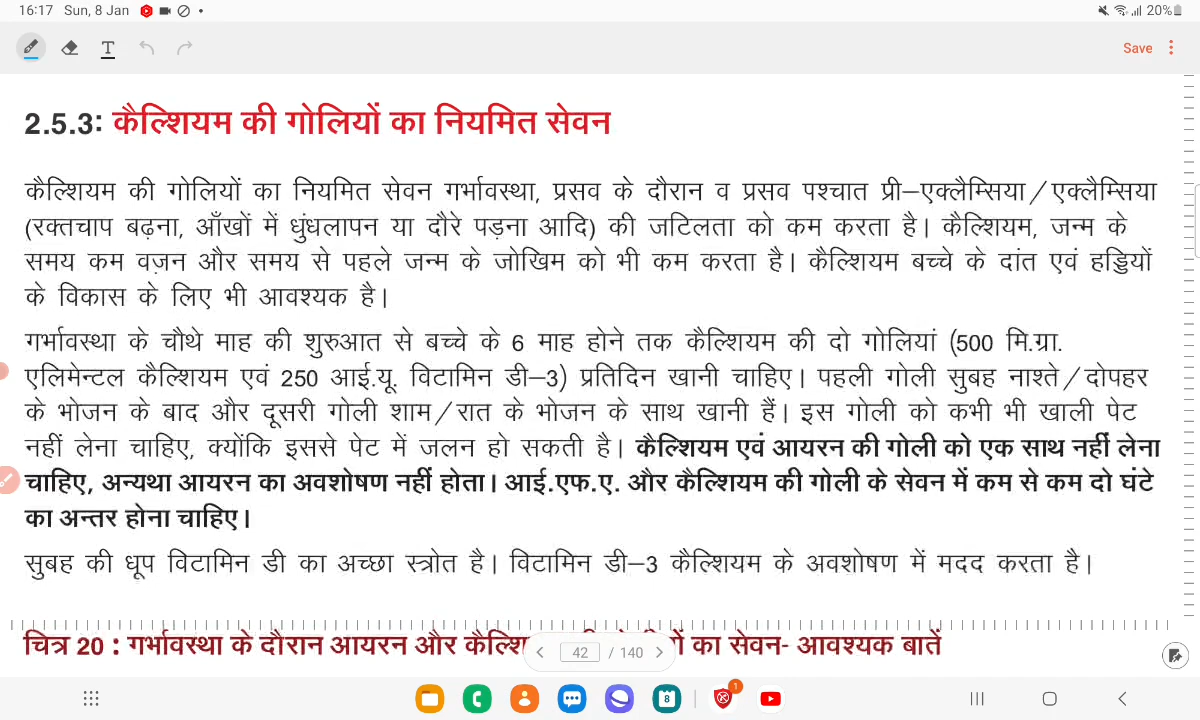 16:17 Sun, 8 Jan
20%
T
Save
2.5.3: कैल्शियम की गोलियों का नियमित सेवन
कैल्शियम की गोलियों का नियमित सेवन गर्भावस्था, प्रसव के दौरान व प्रसव पश्चात प्री–एक्लैम्सिया/एक्लैम्सिया
(रक्तचाप बढ़ना, आँखों में धुंधलापन या दौरे पड़ना आदि) की जटिलता को कम करता है। कैल्शियम, जन्म के
समय कम वज़न और समय से पहले जन्म के जोखिम को भी कम करता है। कैल्शियम बच्चे के दांत एवं हड्डियों
के विकास के लिए भी आवश्यक है।
गर्भावस्था के चौथे माह की शुरुआत से बच्चे के 6 माह होने तक कैल्शियम की दो गोलियां (500 मि.ग्रा.
एलिमेन्टल कैल्शियम एवं 250 आई.यू. विटामिन डी–3) प्रतिदिन खानी चाहिए। पहली गोली सुबह नाश्ते/दोपहर
के भोजन के बाद और दूसरी गोली शाम/रात के भोजन के साथ खानी हैं। इस गोली को कभी भी खाली पेट
नहीं लेना चाहिए, क्योंकि इससे पेट में जलन हो सकती है। कैल्शियम एवं आयरन की गोली को एक साथ नहीं लेना
चाहिए, अन्यथा आयरन का अवशोषण नहीं होता। आई.एफ.ए. और कैल्शियम की गोली के सेवन में कम से कम दो घंटे
का अन्तर होना चाहिए।
सुबह की धूप विटामिन डी का अच्छा स्त्रोत है। विटामिन डी–3 कैल्शियम के अवशोषण में मदद करता है।
चित्र 20 : गर्भावस्था के दौरान आयरन और का सेवन- आवश्यक बातें
42 / 140
8
1